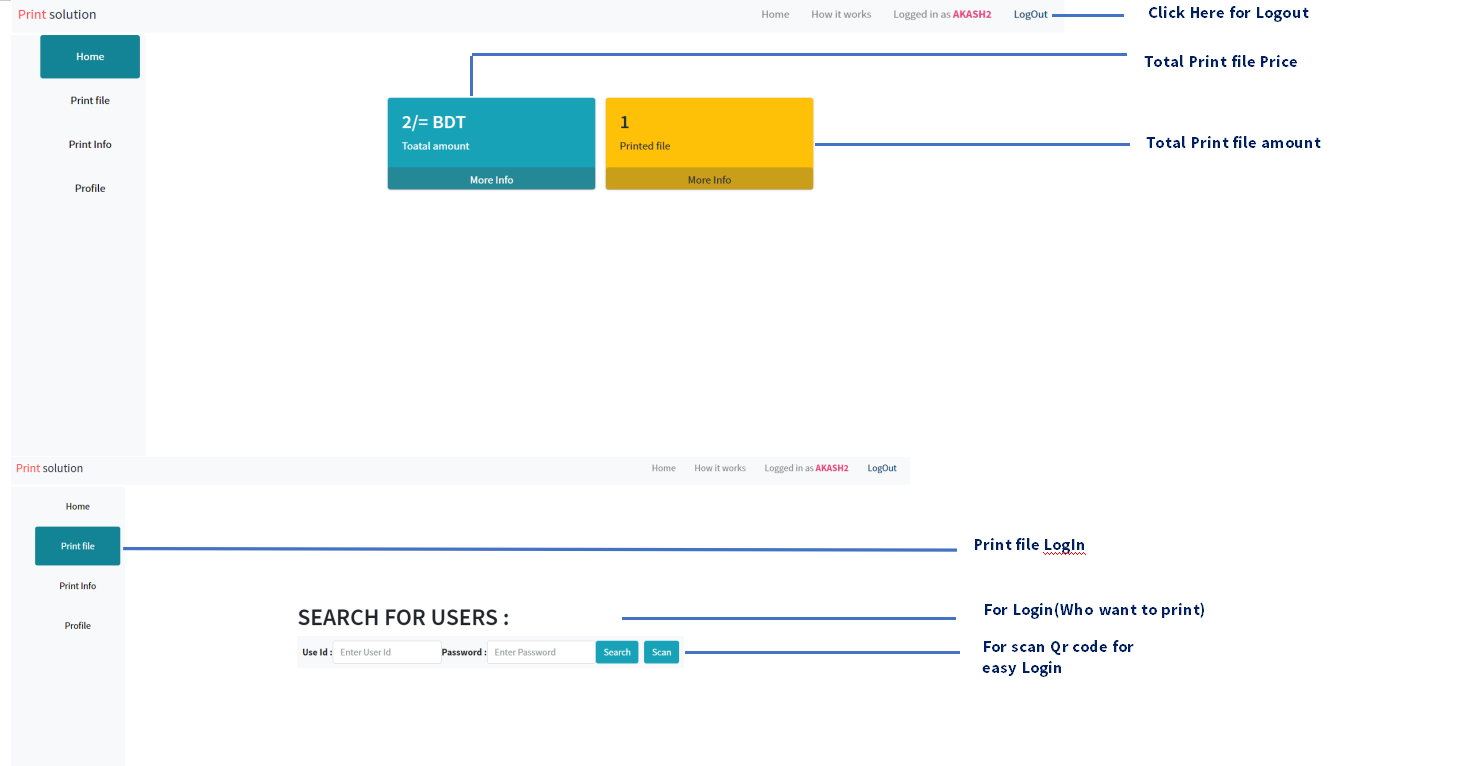 Print solution
Home How it works Logged in as AKASH2 LogOut
Click Here for Logout
Home
Total Print file Price
Print file
2/= BDT
1
Print Info
Toatal amount
Printed file
Total Print file amount
More Info
More Info
Profile
Print solution
Home How it works Logged in as AKASH2 LogOut
Home
Print file
Print file LogIn
Print Info
SEARCH FOR USERS :
For Login(Who want to print)
Profile
Use Id : Enter User Id Password : Enter Password Search Scan
For scan Qr code for
easy Login